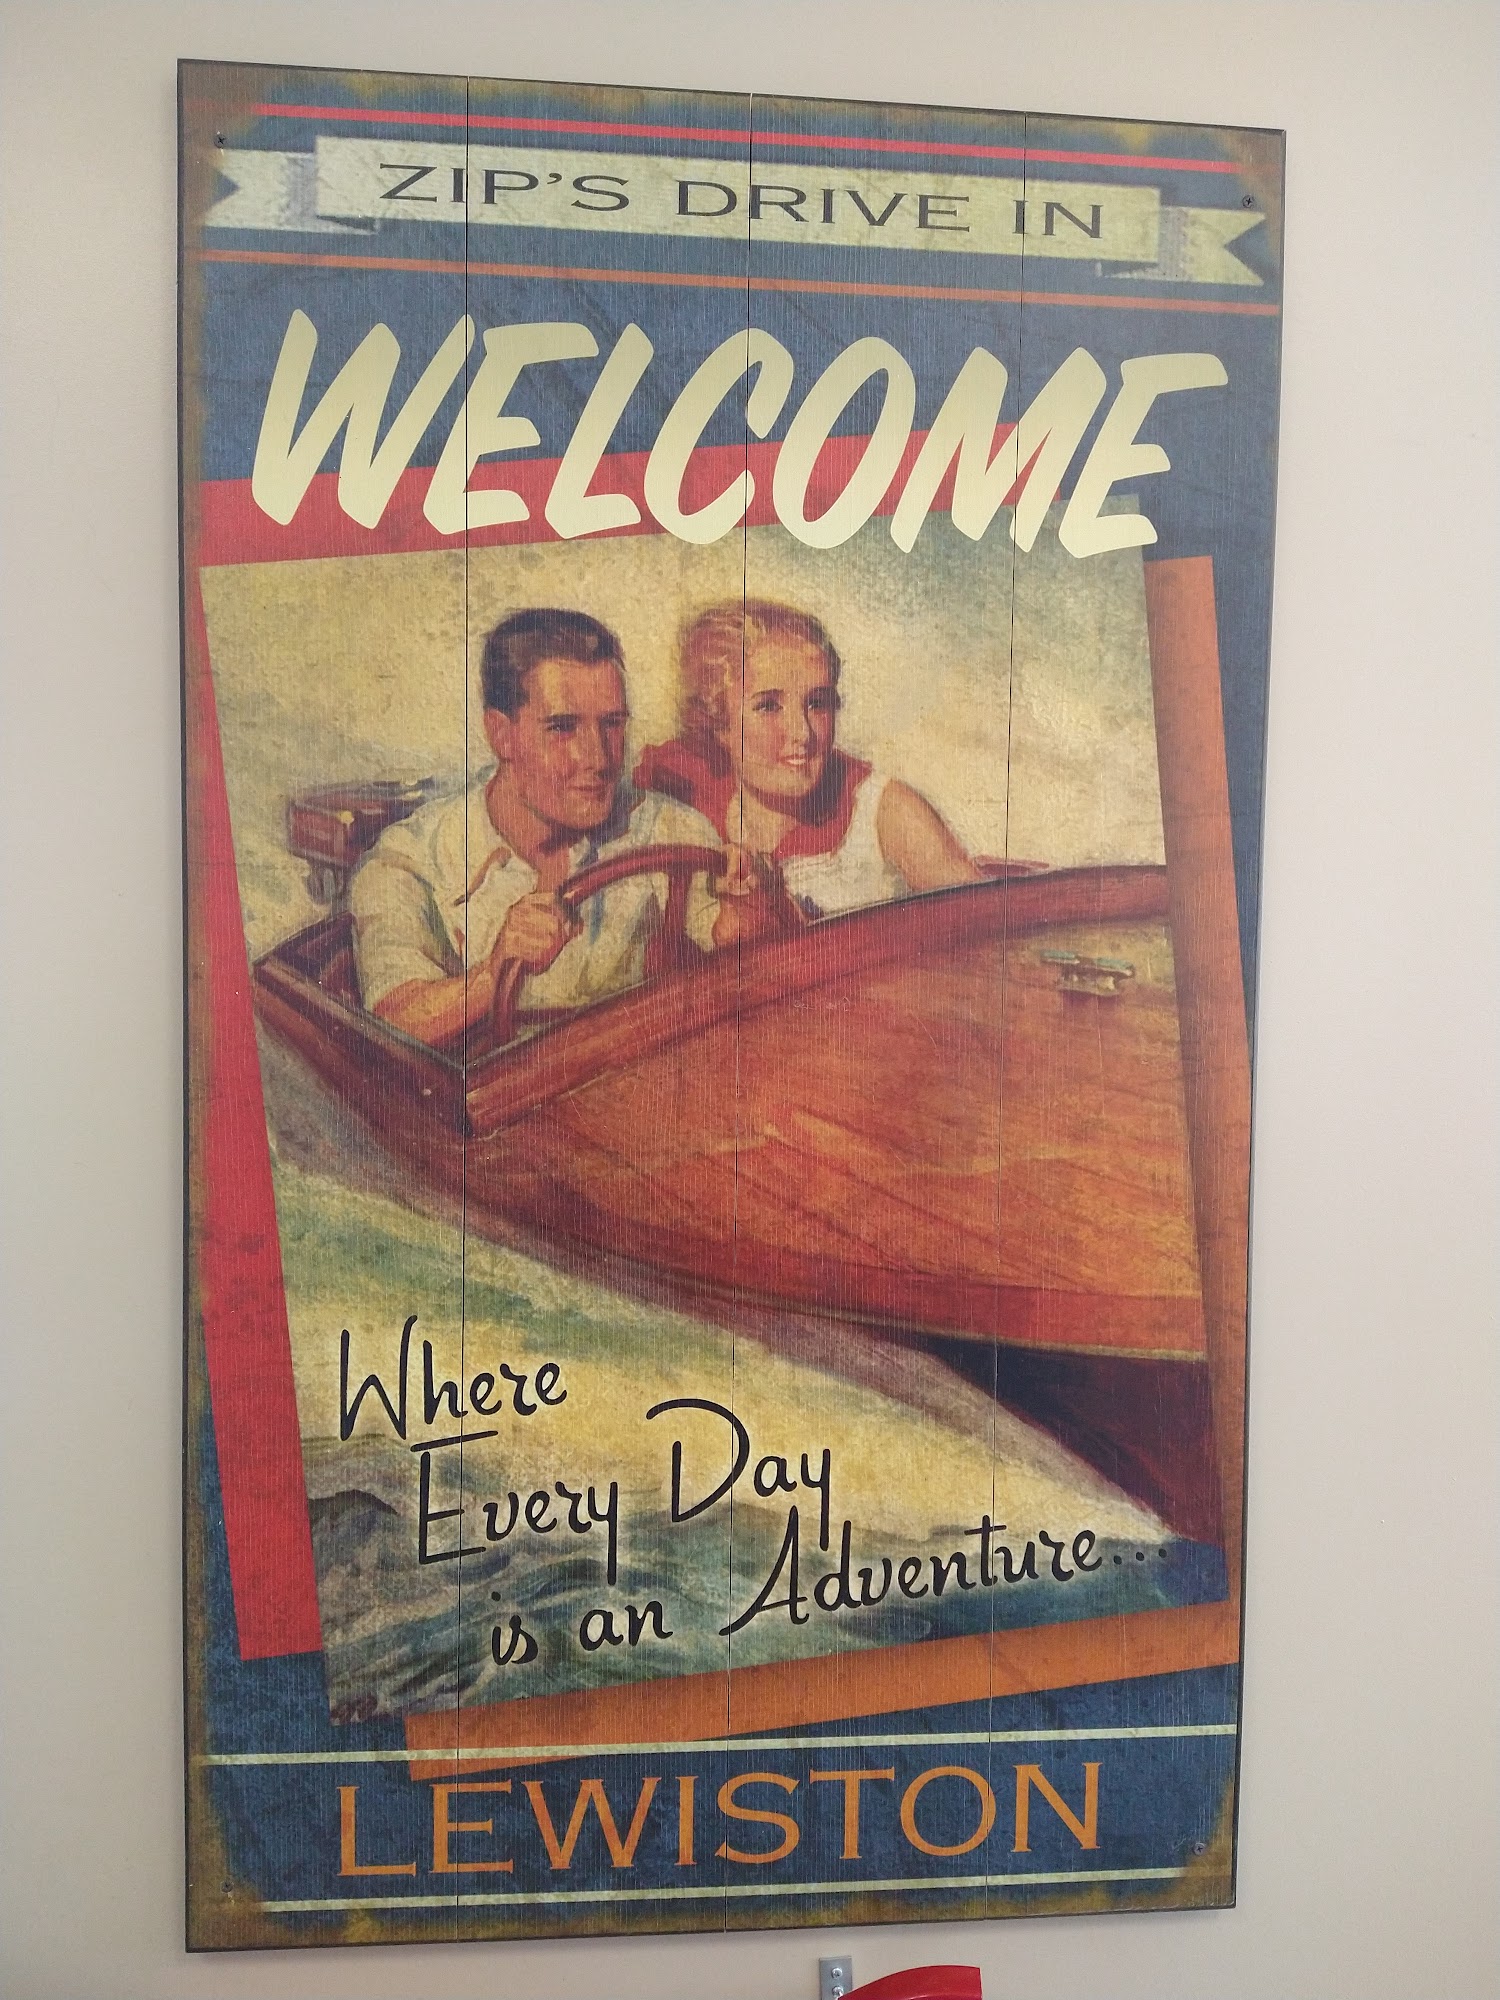 ZIP'S DRIVE IN
WELCOME
Where
Every Day
is an Adventure...
LEWISTON